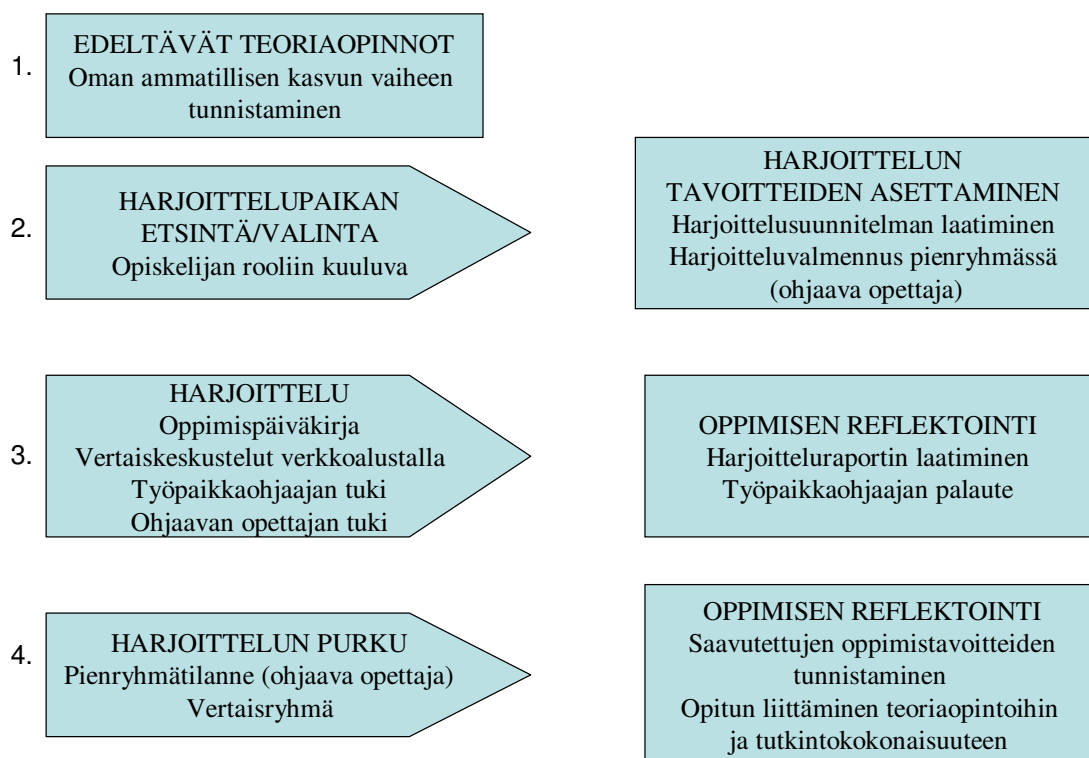 1.
EDELTÄVÄT TEORIAOPINNOT
Oman ammatillisen kasvun vaiheen
tunnistaminen
2.
HARJOITTELUPAIKAN
ETSINTÄ/VALINTA
Opiskelijan rooliin kuuluva
HARJOITTELUN
TAVOITTEIDEN ASETTAMINEN
Harjoittelusuunnitelman laatiminen
Harjoitteluvalmennus pienryhmässä
(ohjaava opettaja)
3.
HARJOITTELU
Oppimispäiväkirja
Vertaiskeskustelut verkkoalustalla
Työpaikkaohjaajan tuki
Ohjaavan opettajan tuki
OPPIMISEN REFLEKTOINTI
Harjoitteluraportin laatiminen
Työpaikkaohjaajan palaute
4.
HARJOITTELUN PURKU
Pienryhmätilanne (ohjaava opettaja)
Vertaisryhmä
OPPIMISEN REFLEKTOINTI
Saavutettujen oppimistavoitteiden
tunnistaminen
Opitun liittäminen teoriaopintoihin
ja tutkintokokonaisuuteen